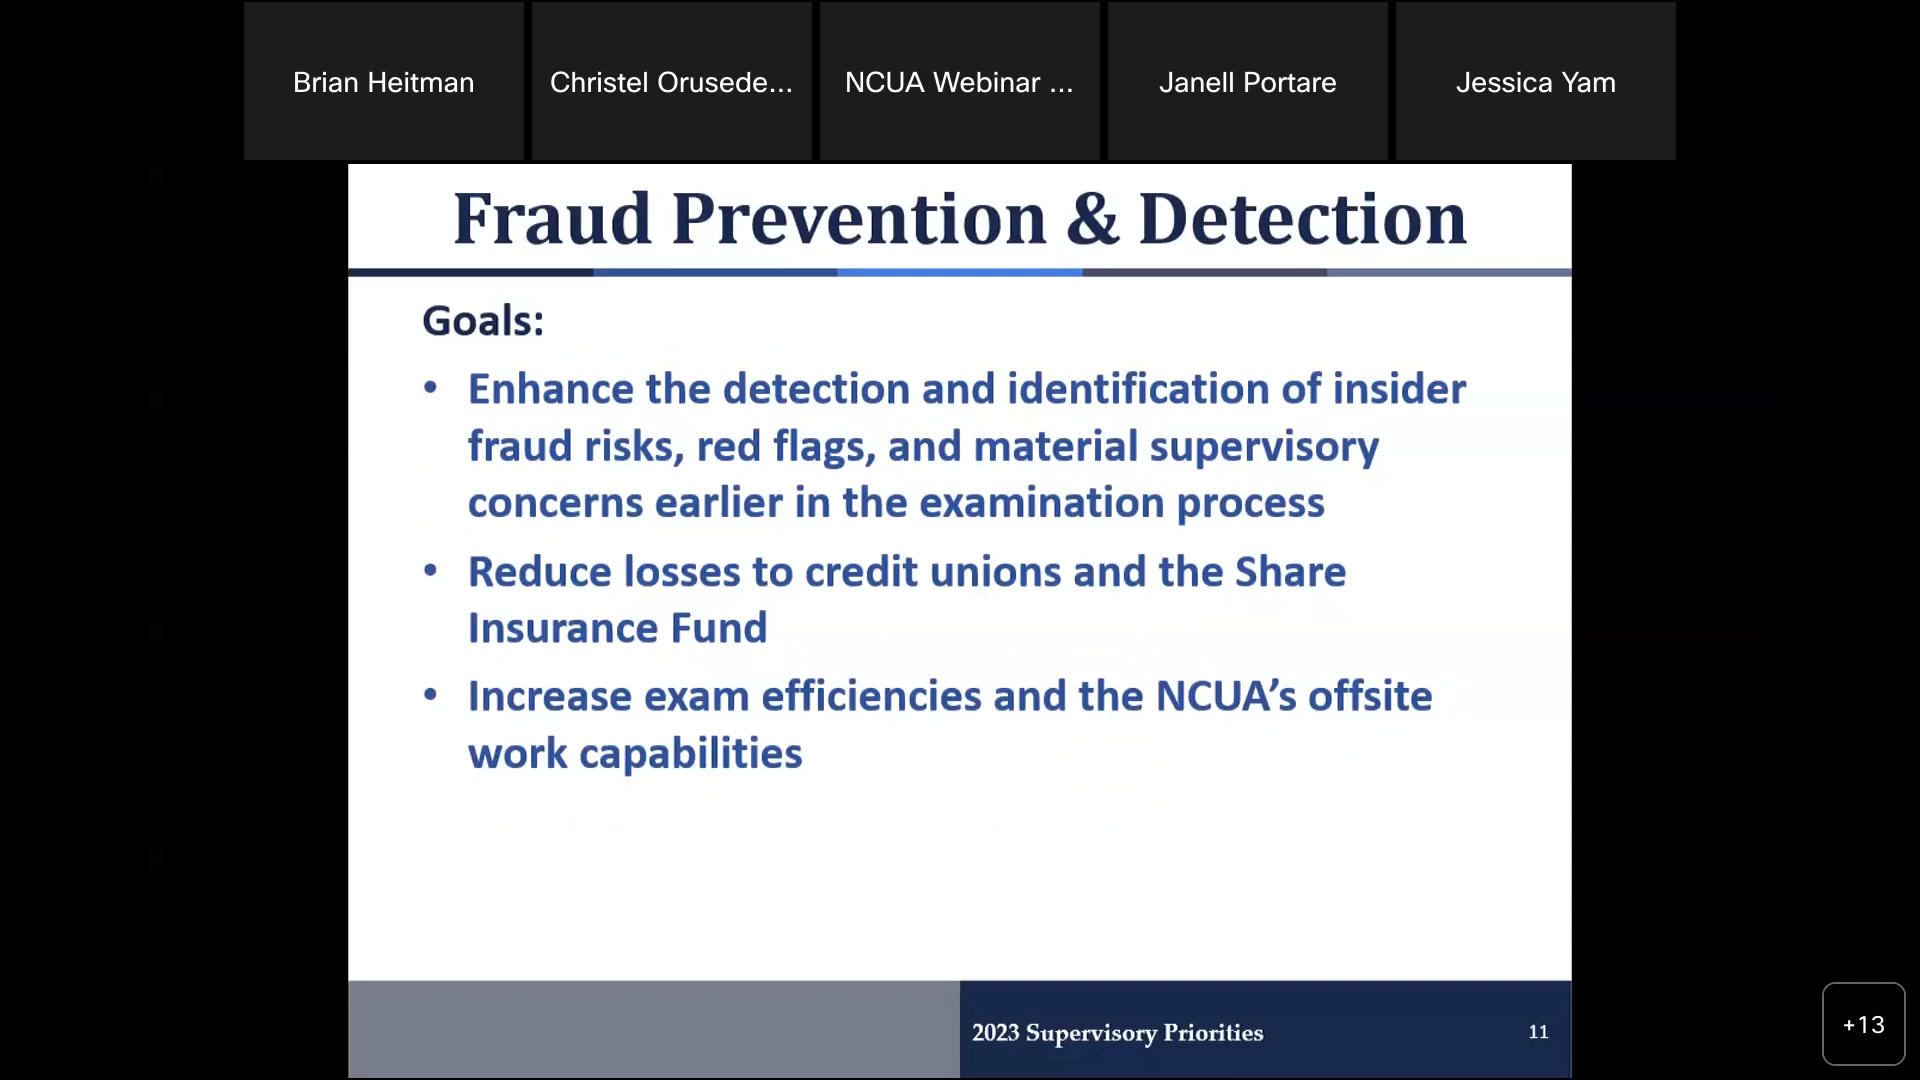 Brian Heitman
Christel Orusede...
NCUA Webinar ...
Janell Portare
Jessica Yam
Fraud Prevention & Detection
Goals:
• Enhance the detection and identification of insider
fraud risks, red flags, and material supervisory
concerns earlier in the examination process
• Reduce losses to credit unions and the Share
Insurance Fund
• Increase exam efficiencies and the NCUA’s offsite
work capabilities
2023 Supervisory Priorities
11
+13